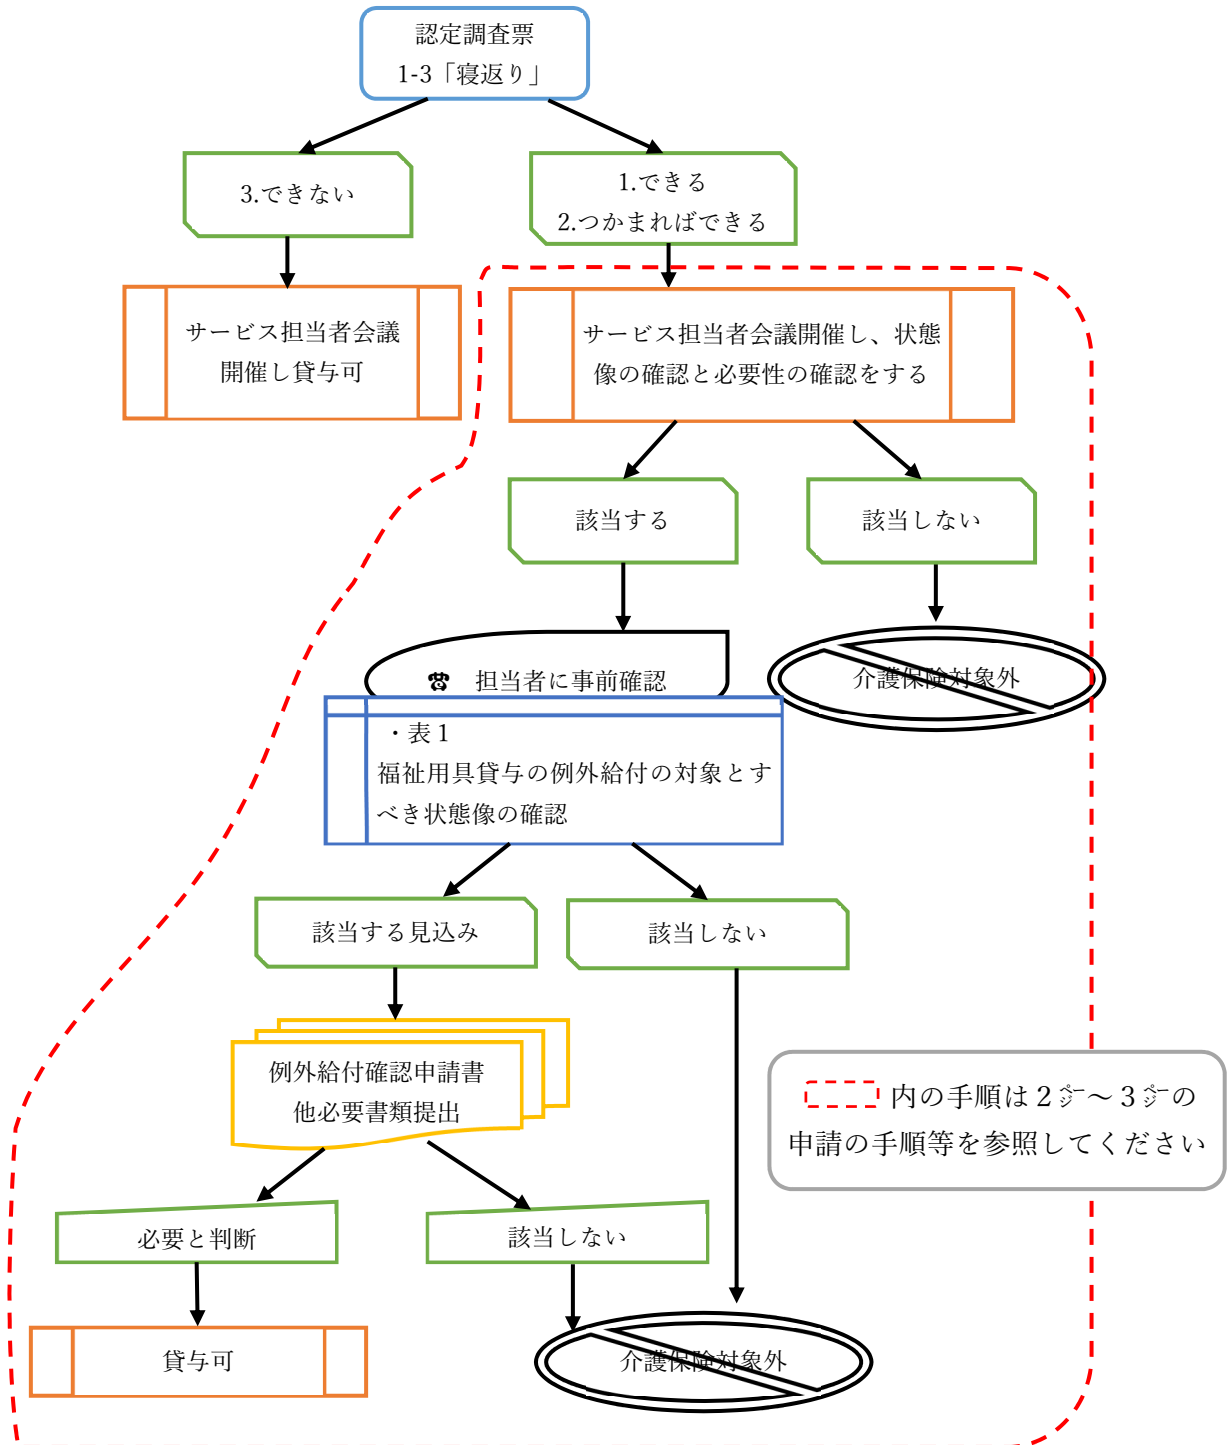 認定調査票
1-3「寝返り」
3.できない
1.できる
2.つかまればできる
サービス担当者会議
開催し貸与可
サービス担当者会議開催し、状態
像の確認と必要性の確認をする
該当する
該当しない
☎ 担当者に事前確認
介護保険対象外
・表１
福祉用具貸与の例外給付の対象とす
べき状態像の確認
該当する見込み
該当しない
例外給付確認申請書
他必要書類提出
内の手順は２㌻～３㌻の
申請の手順等を参照してください
必要と判断
該当しない
貸与可
介護保険対象外